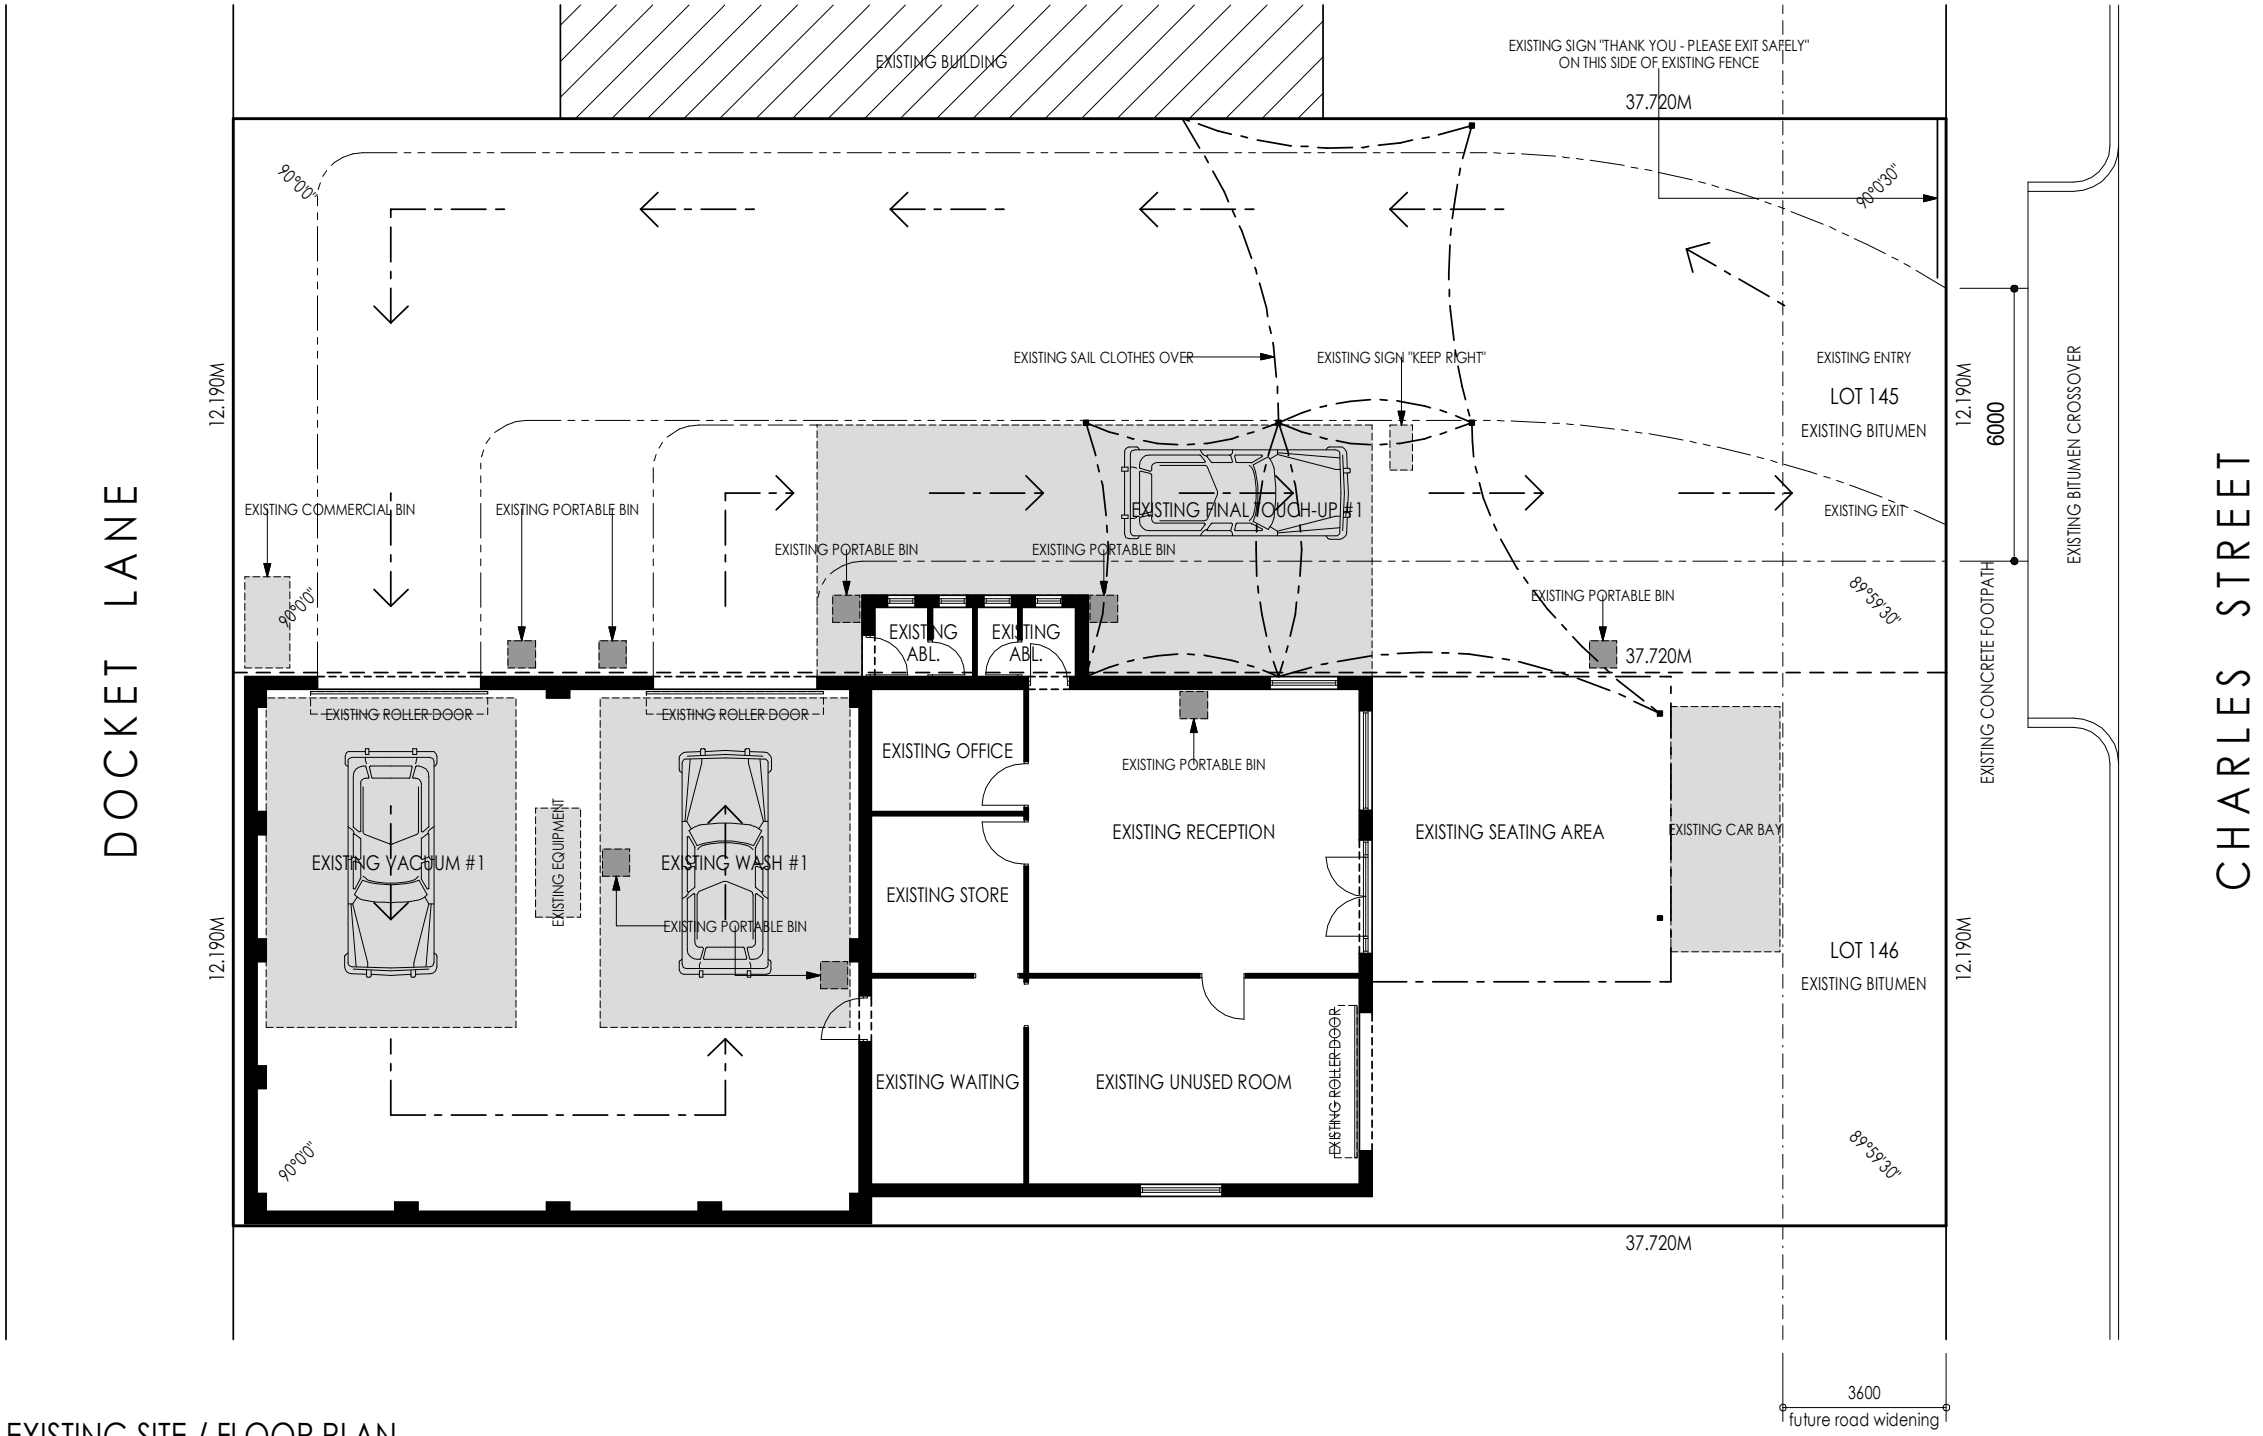 EXISTING BUILDING
EXISTING SIGN "THANK YOU - PLEASE EXIT SAFELY"
ON THIS SIDE OF EXISTING FENCE
37.720M
90°0'0"
90°0'30"
EXISTING SAIL CLOTHES OVER
EXISTING SIGN "KEEP RIGHT"
EXISTING ENTRY
LOT 145
EXISTING BITUMEN
12.190M
12.190M
6000
EXISTING BITUMEN CROSSOVER
DOCKET LANE
CHARLES STREET
EXISTING COMMERCIAL BIN
EXISTING PORTABLE BIN
EXISTING FINAL TOUCH-UP #1
EXISTING EXIT
EXISTING PORTABLE BIN
EXISTING PORTABLE BIN
90°0'0"
EXISTING PORTABLE BIN
89°59'30"
EXISTING CONCRETE FOOTPATH
EXISTING
ABL.
EXISTING
ABL.
37.720M
EXISTING ROLLER DOOR
EXISTING ROLLER DOOR
EXISTING OFFICE
EXISTING PORTABLE BIN
EXISTING VACUUM #1
EXISTING EQUIPMENT
EXISTING WASH #1
EXISTING RECEPTION
EXISTING SEATING AREA
EXISTING CAR BAY
EXISTING STORE
EXISTING PORTABLE BIN
12.190M
LOT 146
EXISTING BITUMEN
12.190M
EXISTING WAITING
EXISTING UNUSED ROOM
EXISTING ROLLER DOOR
90°0'0"
89°59'30"
37.720M
3600
future road widening
EXISTING SITE / FLOOR PLAN